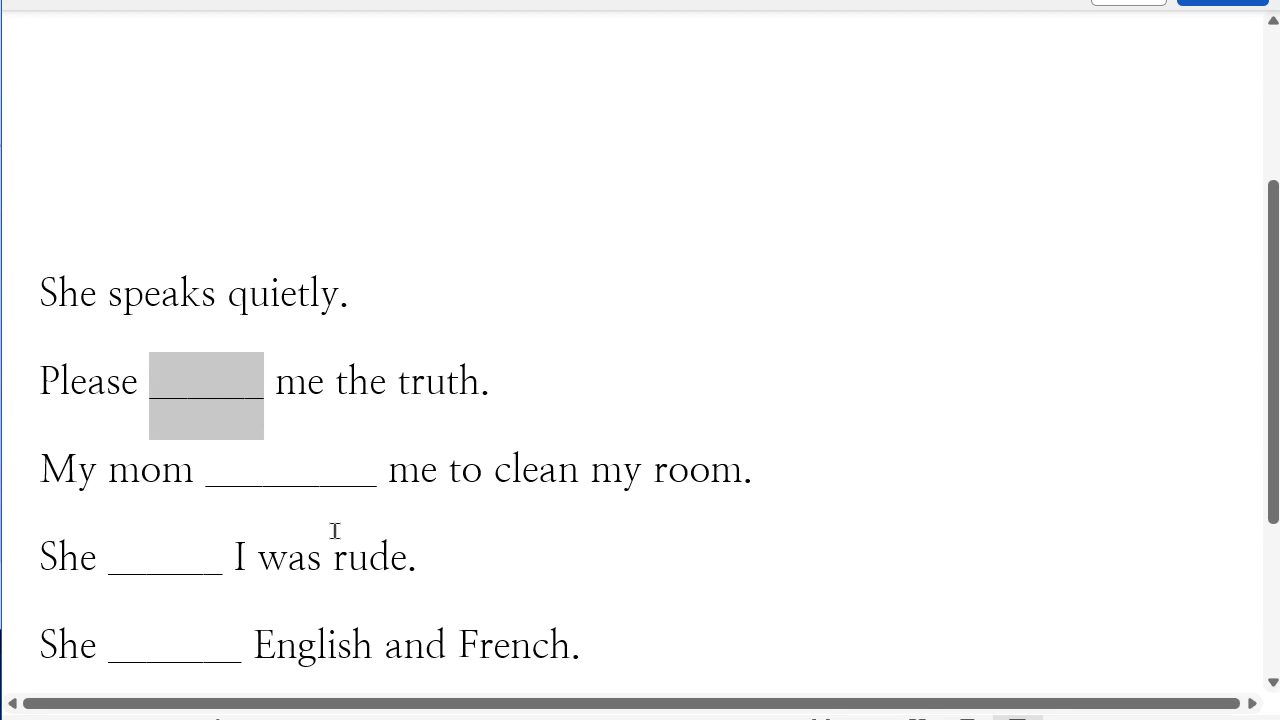 She speaks quietly.
Please ______ me the truth.
My mom _________ me to clean my room.
She ______ I was rude.
She _______ English and French.